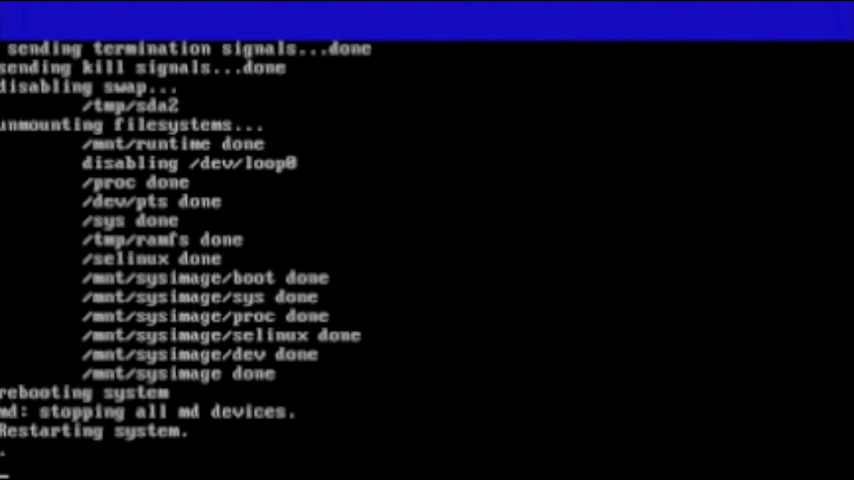 sending termination signals...done
sending kill signals...done
disabling swap...
/tmp/sda2
unmounting filesystems...
/mnt/runtime done
disabling /dev/loop0
/proc done
/dev/pts done
/sys done
/tmp/ramfs done
/selinux done
/mnt/sysimage/boot done
/mnt/sysimage/sys done
/mnt/sysimage/proc done
/mnt/sysimage/selinux done
/mnt/sysimage/dev done
/mnt/sysimage done
rebooting system
md: stopping all md devices.
Restarting system.
.
_